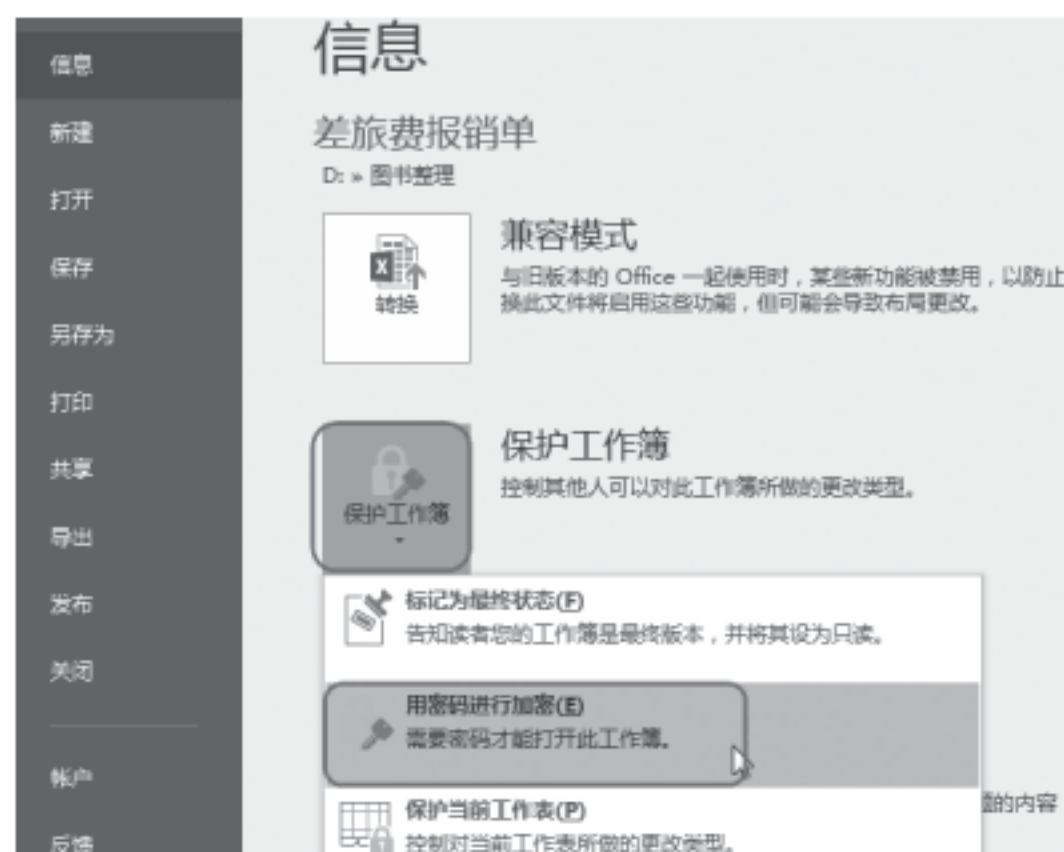 信息
新建
打开
保存
另存为
打印
共享
导出
发布
关闭
帐户
反馈
信息
差旅费报销单
D: » 图书整理
转换
兼容模式
与旧版本的 Office 一起使用时，某些新功能被禁用，以防止
换此文件将启用这些功能，但可能会导致布局更改。
保护工作簿
保护工作簿
控制其他人可以对此工作簿所做的更改类型。
标记为最终状态(F)
告知读者您的工作簿是最终版本，并将其设为只读。
用密码进行加密(E)
需要密码才能打开此工作簿。
保护当前工作表(P)
控制对当前工作表所做的更改类型。
的内容